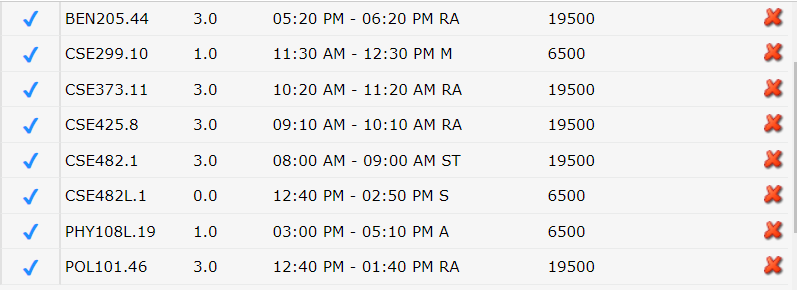 BEN205.44 3.0 05:20 PM - 06:20 PM RA 19500
CSE299.10 1.0 11:30 AM - 12:30 PM M 6500
CSE373.11 3.0 10:20 AM - 11:20 AM RA 19500
CSE425.8 3.0 09:10 AM - 10:10 AM RA 19500
CSE482.1 3.0 08:00 AM - 09:00 AM ST 19500
CSE482L.1 0.0 12:40 PM - 02:50 PM S 6500
PHY108L.19 1.0 03:00 PM - 05:10 PM A 6500
POL101.46 3.0 12:40 PM - 01:40 PM RA 19500